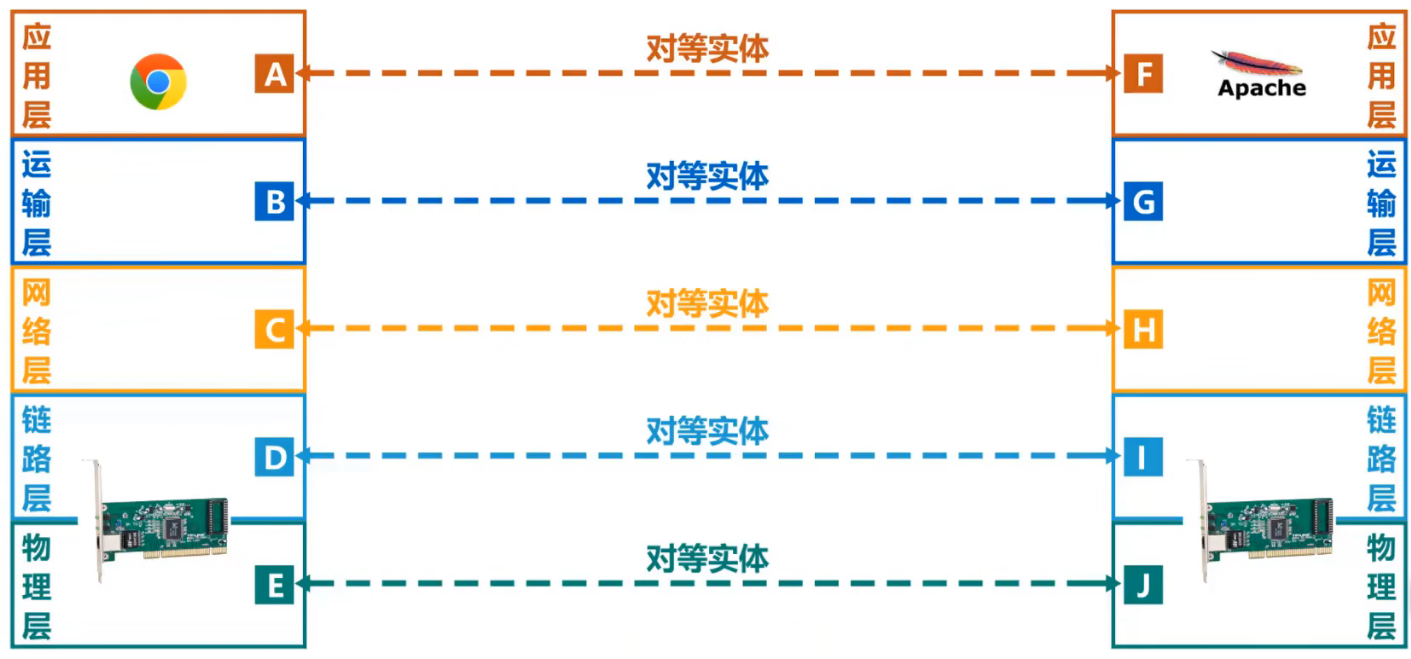 应用层 A 对等实体 F Apache 应用层
运输层 B 对等实体 G 运输层
网络层 C 对等实体 H 网络层
链路层 D 对等实体 I 链路层
物理层 E 对等实体 J 物理层